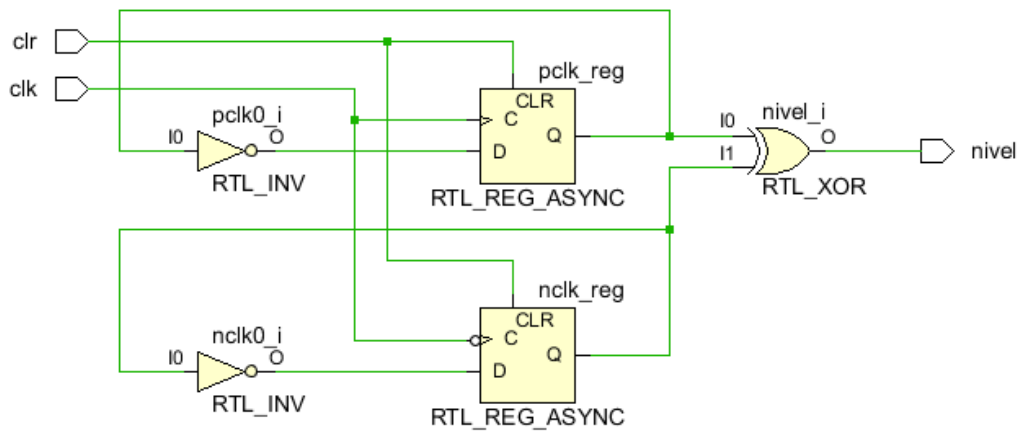 clr
clk
pclk0_i
I0
O
RTL_INV
pclk_reg
CLR
C
Q
D
RTL_REG_ASYNC
nivel_i
I0
O
I1
RTL_XOR
nivel
nclk0_i
I0
O
RTL_INV
nclk_reg
CLR
C
Q
D
RTL_REG_ASYNC